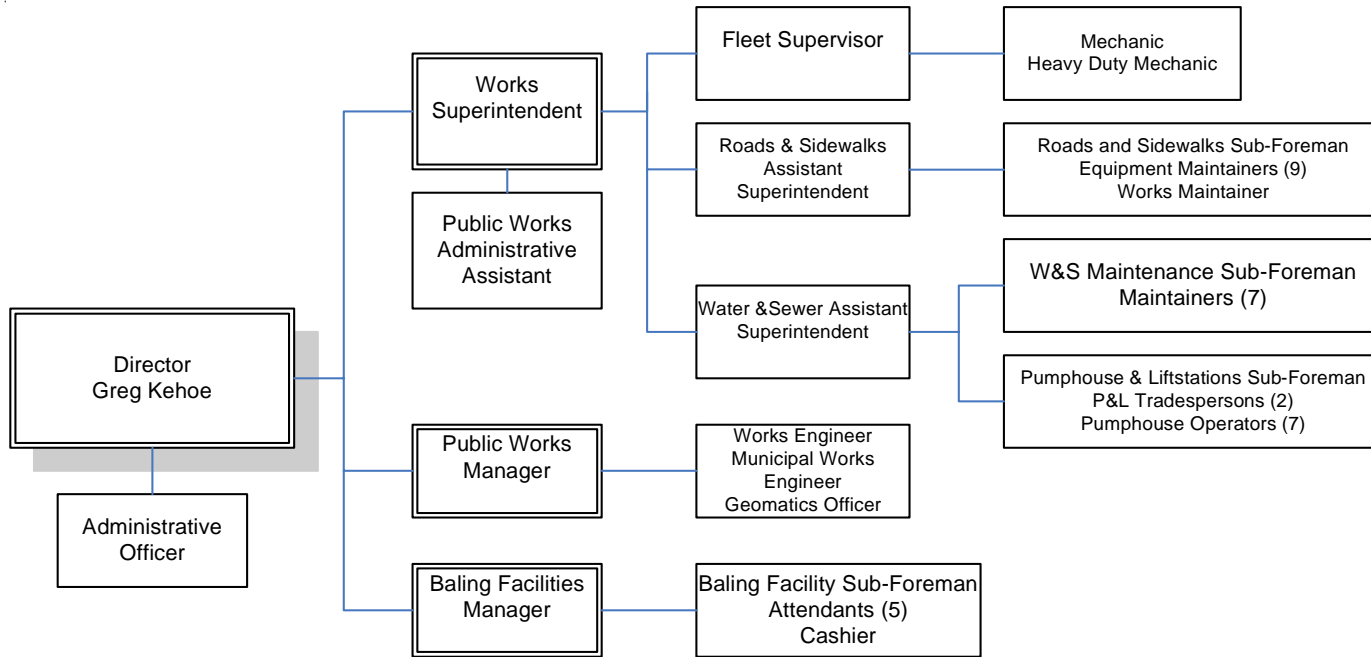 Fleet Supervisor
Mechanic
Heavy Duty Mechanic
Works
Superintendent
Roads & Sidewalks
Assistant
Superintendent
Roads and Sidewalks Sub-Foreman
Equipment Maintainers (9)
Works Maintainer
Public Works
Administrative
Assistant
W&S Maintenance Sub-Foreman
Maintainers (7)
Water &Sewer Assistant
Superintendent
Director
Greg Kehoe
Pumphouse & Liftstations Sub-Foreman
P&L Tradespersons (2)
Pumphouse Operators (7)
Public Works
Manager
Works Engineer
Municipal Works
Engineer
Geomatics Officer
Administrative
Officer
Baling Facilities
Manager
Baling Facility Sub-Foreman
Attendants (5)
Cashier